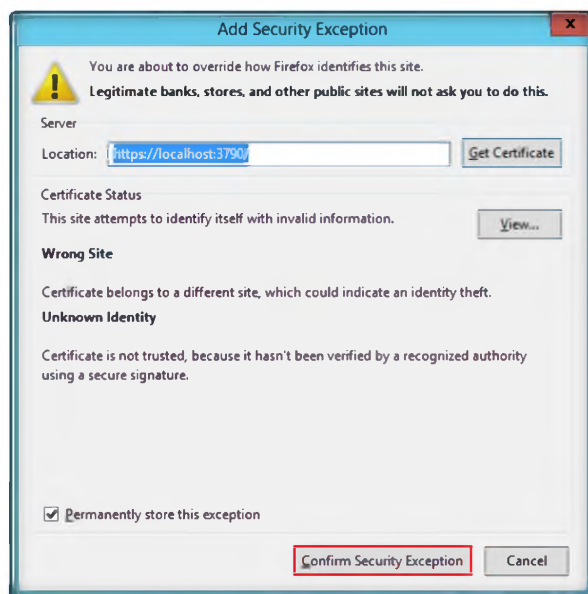 Add Security Exception
x
You are about to override how Firefox identifies this site.
Legitimate banks, stores, and other public sites will not ask you to do this.
Server
Location: https://localhost:3790/ Get Certificate
Certificate Status
This site attempts to identify itself with invalid information. View...
Wrong Site
Certificate belongs to a different site, which could indicate an identity theft.
Unknown Identity
Certificate is not trusted, because it hasn't been verified by a recognized authority
using a secure signature.
Permanently store this exception
Confirm Security Exception Cancel